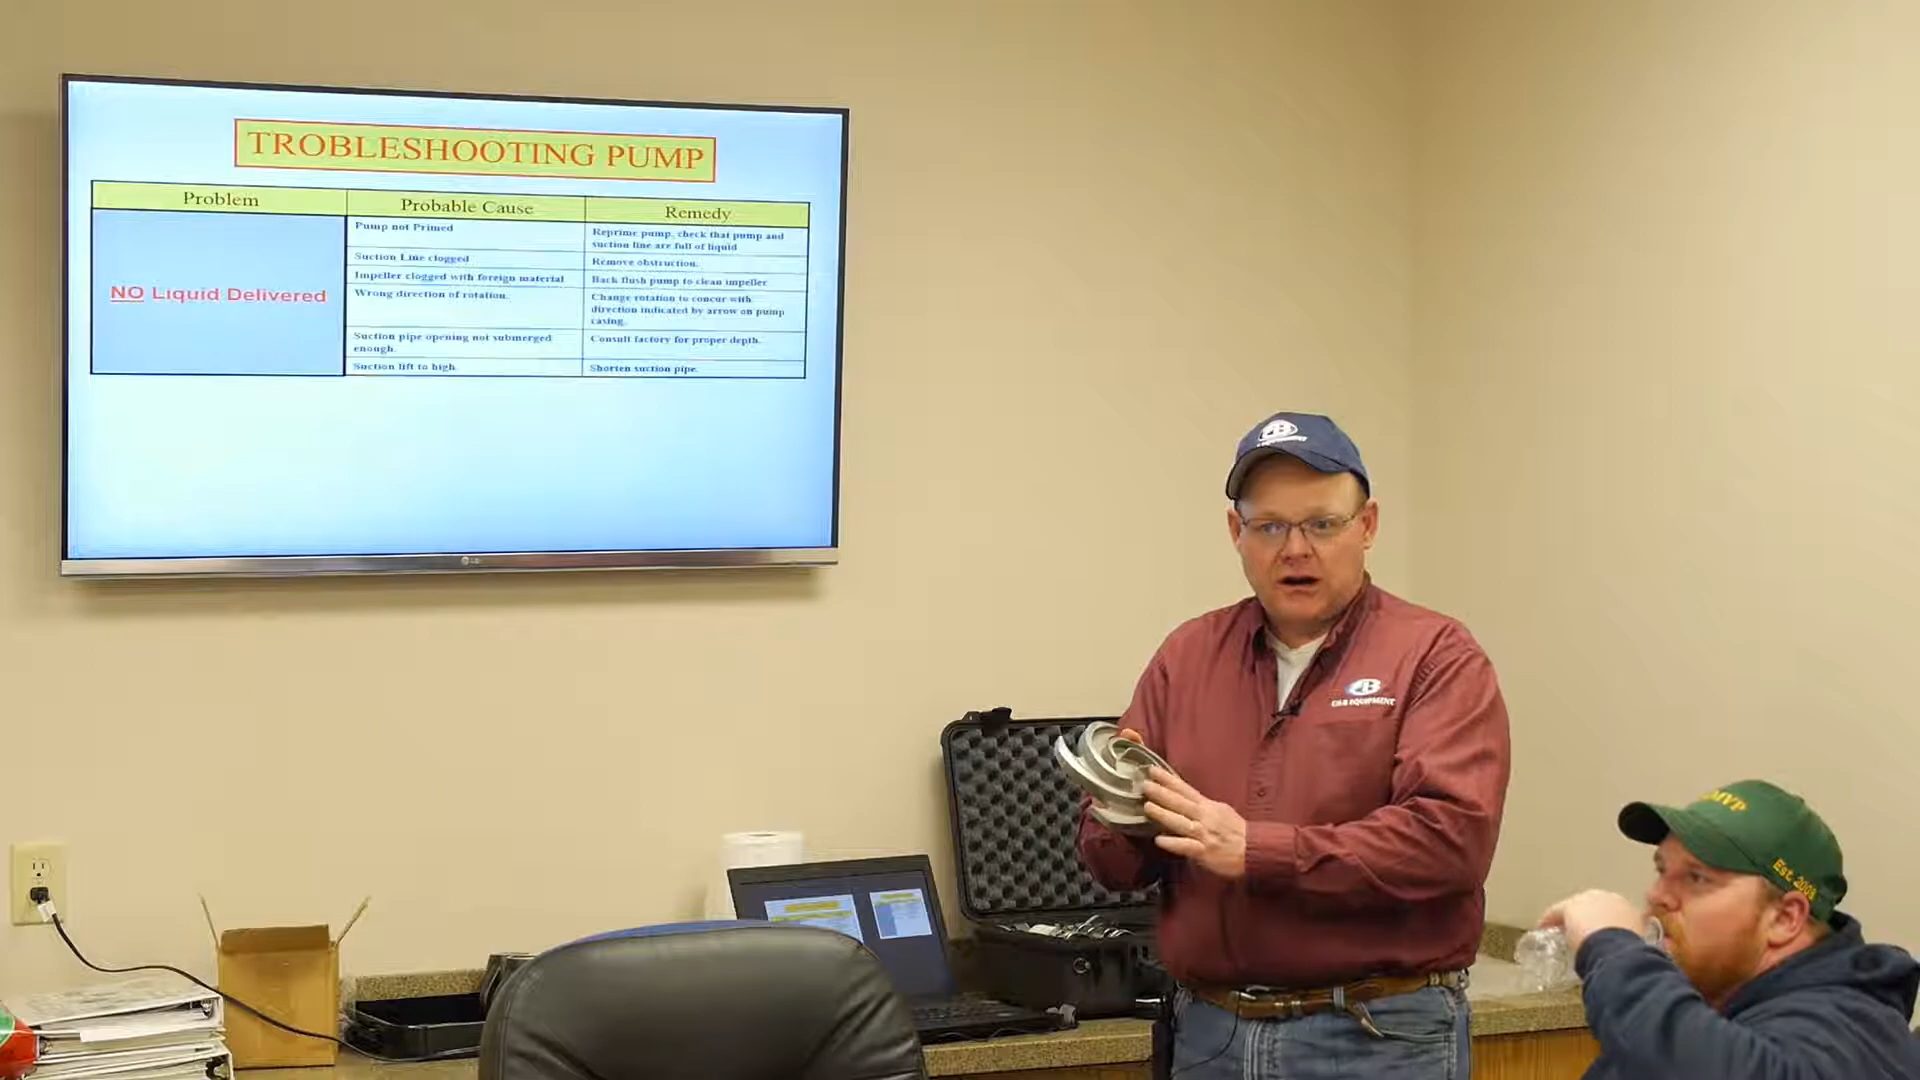 TROBLESHOOTING PUMP
Problem
Probable Cause
Remedy
NO Liquid Delivered
Pump not Primed
Reprime pump, check that pump and
suction line are full of liquid
Suction Line clogged
Remove obstruction.
Impeller clogged with foreign material
Back flush pump to clean impeller
Wrong direction of rotation.
Change rotation to concur with
direction indicated by arrow on pump
casing.
Suction pipe opening not submerged
enough.
Consult factory for proper depth.
Suction lift to high.
Shorten suction pipe.
LG
EQUIPMENT
MVP
Est. 2009